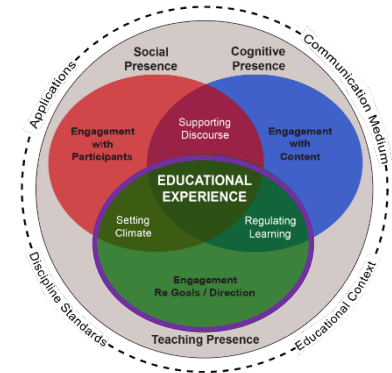 Applications
Communication Medium
Social
Presence
Cognitive
Presence
Supporting
Discourse
Engagement
with
Participants
Engagement
with
Content
EDUCATIONAL
EXPERIENCE
Setting
Climate
Regulating
Learning
Engagement
Re Goals / Direction
Teaching Presence
Discipline Standards
Educational Context